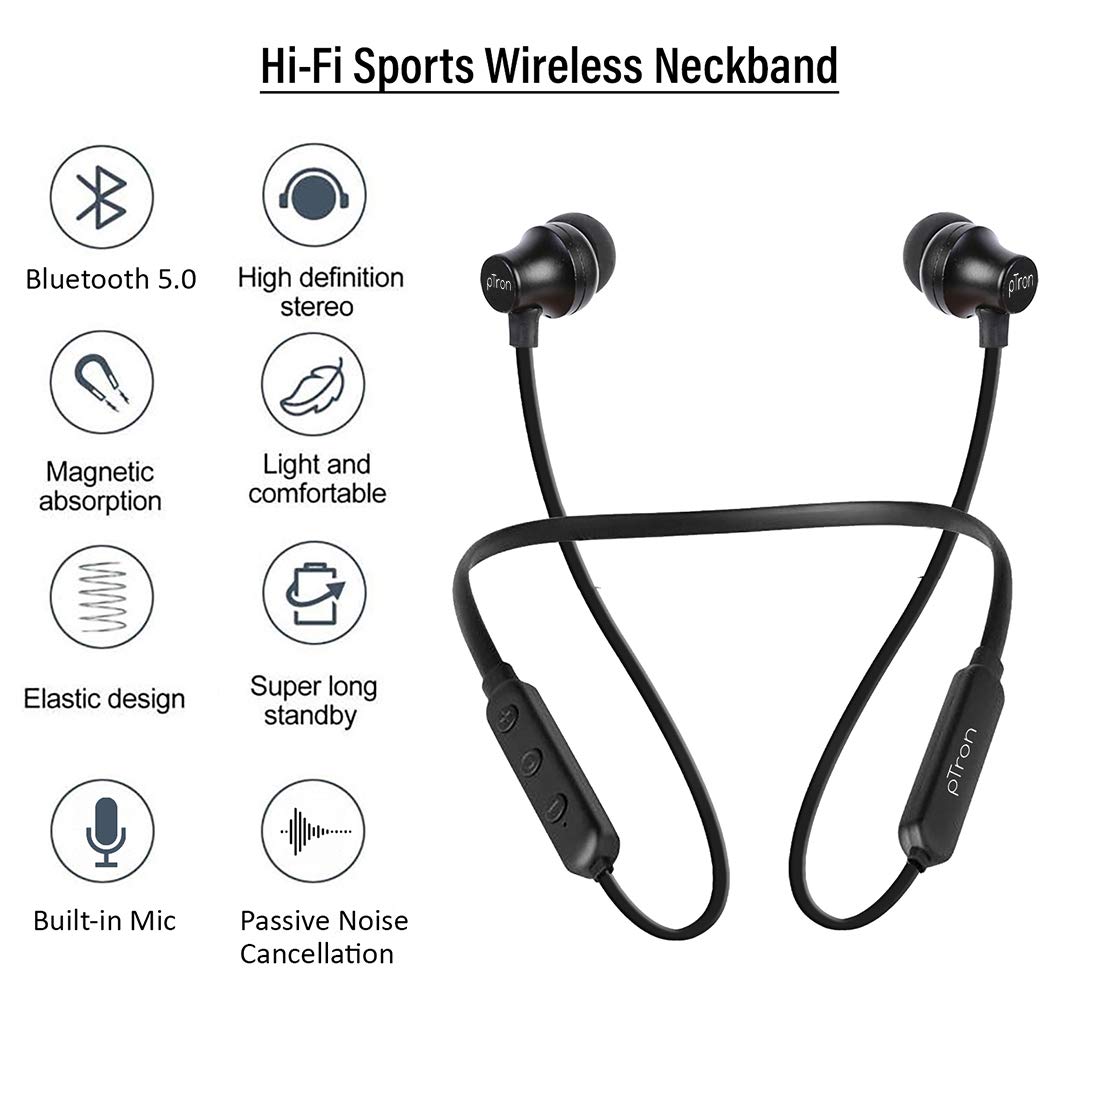 Hi-Fi Sports Wireless Neckband
Bluetooth 5.0
High definition
stereo
Magnetic
absorption
Light and
comfortable
Elastic design
Super long
standby
Built-in Mic
Passive Noise
Cancellation
pTron
pTron
pTron